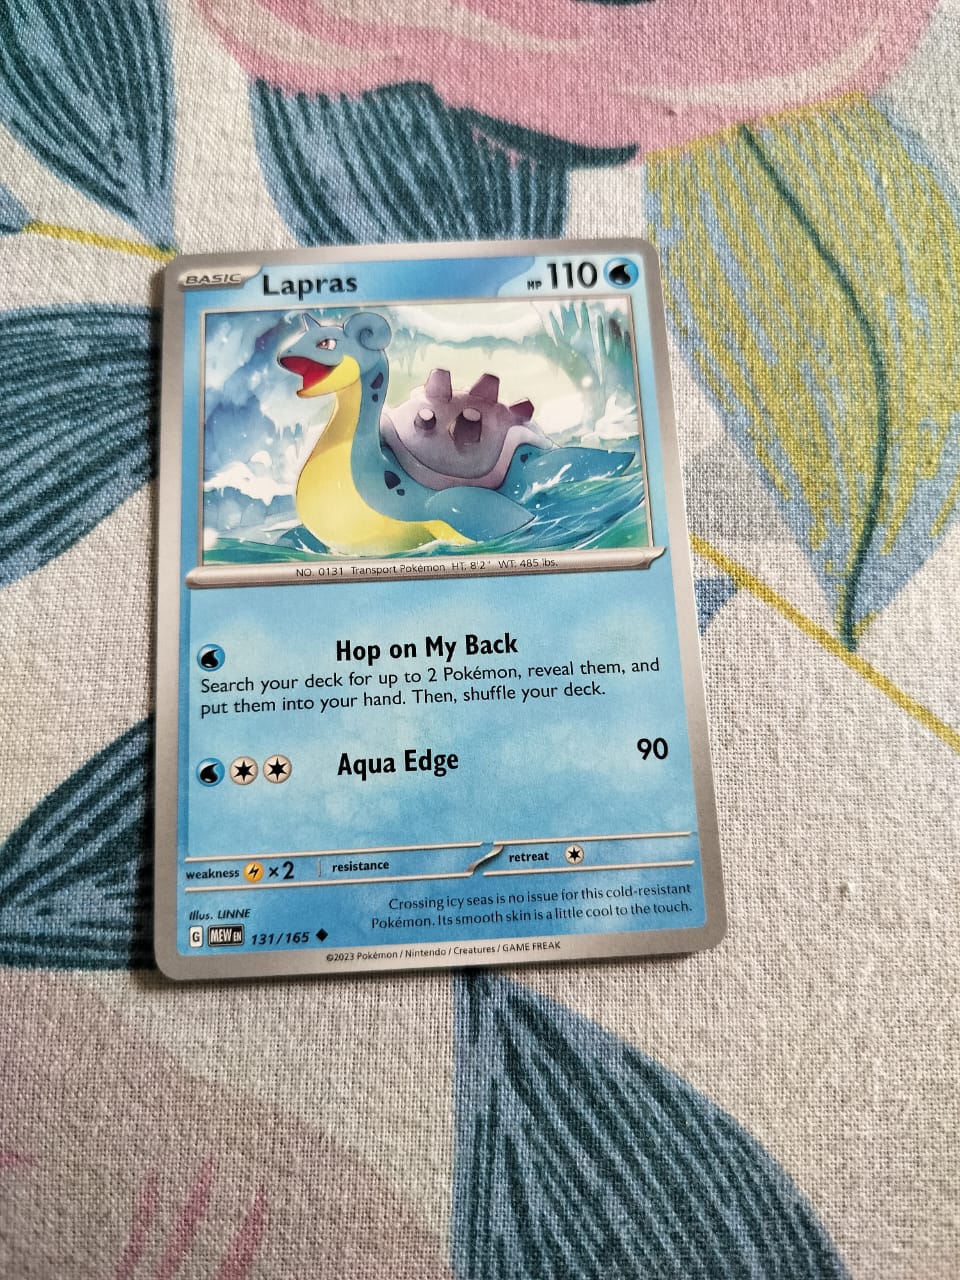 BASIC Lapras HP 110
NO. 0131 Transport Pokémon HT: 8'2" WT: 485 lbs.
Hop on My Back
Search your deck for up to 2 Pokémon, reveal them, and
put them into your hand. Then, shuffle your deck.
Aqua Edge 90
weakness ×2 resistance retreat
Crossing icy seas is no issue for this cold-resistant
Pokémon. Its smooth skin is a little cool to the touch.
Illus. LINNE
G MEW EN 131/165
©2023 Pokémon / Nintendo / Creatures / GAME FREAK